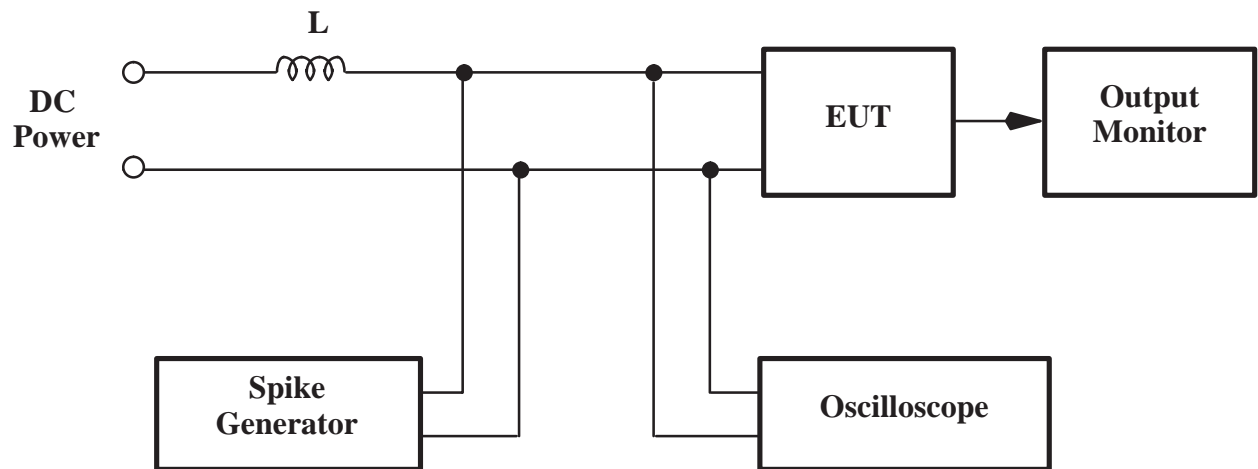 L
DC
Power
EUT
Output
Monitor
Spike
Generator
Oscilloscope